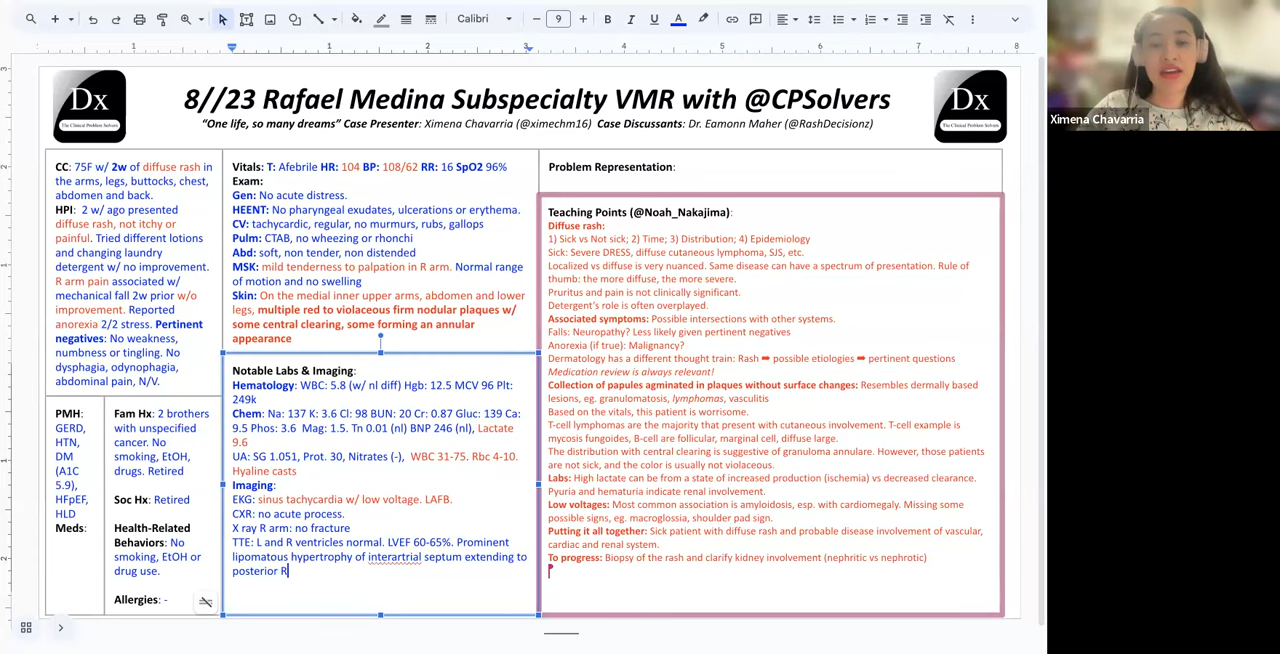 Calibri
9
1
1
2
3
4
5
6
7
8
Dx
The Clinical Problem Solvers
8//23 Rafael Medina Subspecialty VMR with @CPSolvers
“One life, so many dreams” Case Presenter: Ximena Chavarria (@ximechm16) Case Discussants: Dr. Eamonn Maher (@RashDecisionz)
Dx
The Clinical Problem Solvers
CC: 75F w/ 2w of diffuse rash in
the arms, legs, buttocks, chest,
abdomen and back.
HPI: 2 w/ ago presented
diffuse rash, not itchy or
painful. Tried different lotions
and changing laundry
detergent w/ no improvement.
R arm pain associated w/
mechanical fall 2w prior w/o
improvement. Reported
anorexia 2/2 stress. Pertinent
negatives: No weakness,
numbness or tingling. No
dysphagia, odynophagia,
abdominal pain, N/V.
PMH:
GERD,
HTN,
DM
(A1C
5.9),
HFpEF,
HLD
Meds:
Fam Hx: 2 brothers
with unspecified
cancer. No
smoking, EtOH,
drugs. Retired
Soc Hx: Retired
Health-Related
Behaviors: No
smoking, EtOH or
drug use.
Allergies: -
Vitals: T: Afebrile HR: 104 BP: 108/62 RR: 16 SpO2 96%
Exam:
Gen: No acute distress.
HEENT: No pharyngeal exudates, ulcerations or erythema.
CV: tachycardic, regular, no murmurs, rubs, gallops
Pulm: CTAB, no wheezing or rhonchi
Abd: soft, non tender, non distended
MSK: mild tenderness to palpation in R arm. Normal range
of motion and no swelling
Skin: On the medial inner upper arms, abdomen and lower
legs, multiple red to violaceous firm nodular plaques w/
some central clearing, some forming an annular
appearance
Notable Labs & Imaging:
Hematology: WBC: 5.8 (w/ nl diff) Hgb: 12.5 MCV 96 Plt:
249k
Chem: Na: 137 K: 3.6 Cl: 98 BUN: 20 Cr: 0.87 Gluc: 139 Ca:
9.5 Phos: 3.6 Mag: 1.5. Tn 0.01 (nl) BNP 246 (nl), Lactate
9.6
UA: SG 1.051, Prot. 30, Nitrates (-), WBC 31-75. Rbc 4-10.
Hyaline casts
Imaging:
EKG: sinus tachycardia w/ low voltage. LAFB.
CXR: no acute process.
X ray R arm: no fracture
TTE: L and R ventricles normal. LVEF 60-65%. Prominent
lipomatous hypertrophy of interartrial septum extending to
posterior R
Problem Representation:
Teaching Points (@Noah_Nakajima):
Diffuse rash:
1) Sick vs Not sick; 2) Time; 3) Distribution; 4) Epidemiology
Sick: Severe DRESS, diffuse cutaneous lymphoma, SJS, etc.
Localized vs diffuse is very nuanced. Same disease can have a spectrum of presentation. Rule of
thumb: the more diffuse, the more severe.
Pruritus and pain is not clinically significant.
Detergent’s role is often overplayed.
Associated symptoms: Possible intersections with other systems.
Falls: Neuropathy? Less likely given pertinent negatives
Anorexia (if true): Malignancy?
Dermatology has a different thought train: Rash ➡ possible etiologies ➡ pertinent questions
Medication review is always relevant!
Collection of papules agminated in plaques without surface changes: Resembles dermally based
lesions, eg. granulomatosis, lymphomas, vasculitis
Based on the vitals, this patient is worrisome.
T-cell lymphomas are the majority that present with cutaneous involvement. T-cell example is
mycosis fungoides, B-cell are follicular, marginal cell, diffuse large.
The distribution with central clearing is suggestive of granuloma annulare. However, those patients
are not sick, and the color is usually not violaceous.
Labs: High lactate can be from a state of increased production (ischemia) vs decreased clearance.
Pyuria and hematuria indicate renal involvement.
Low voltages: Most common association is amyloidosis, esp. with cardiomegaly. Missing some
possible signs, eg. macroglossia, shoulder pad sign.
Putting it all together: Sick patient with diffuse rash and probable disease involvement of vascular,
cardiac and renal system.
To progress: Biopsy of the rash and clarify kidney involvement (nephritic vs nephrotic)
Ximena Chavarria